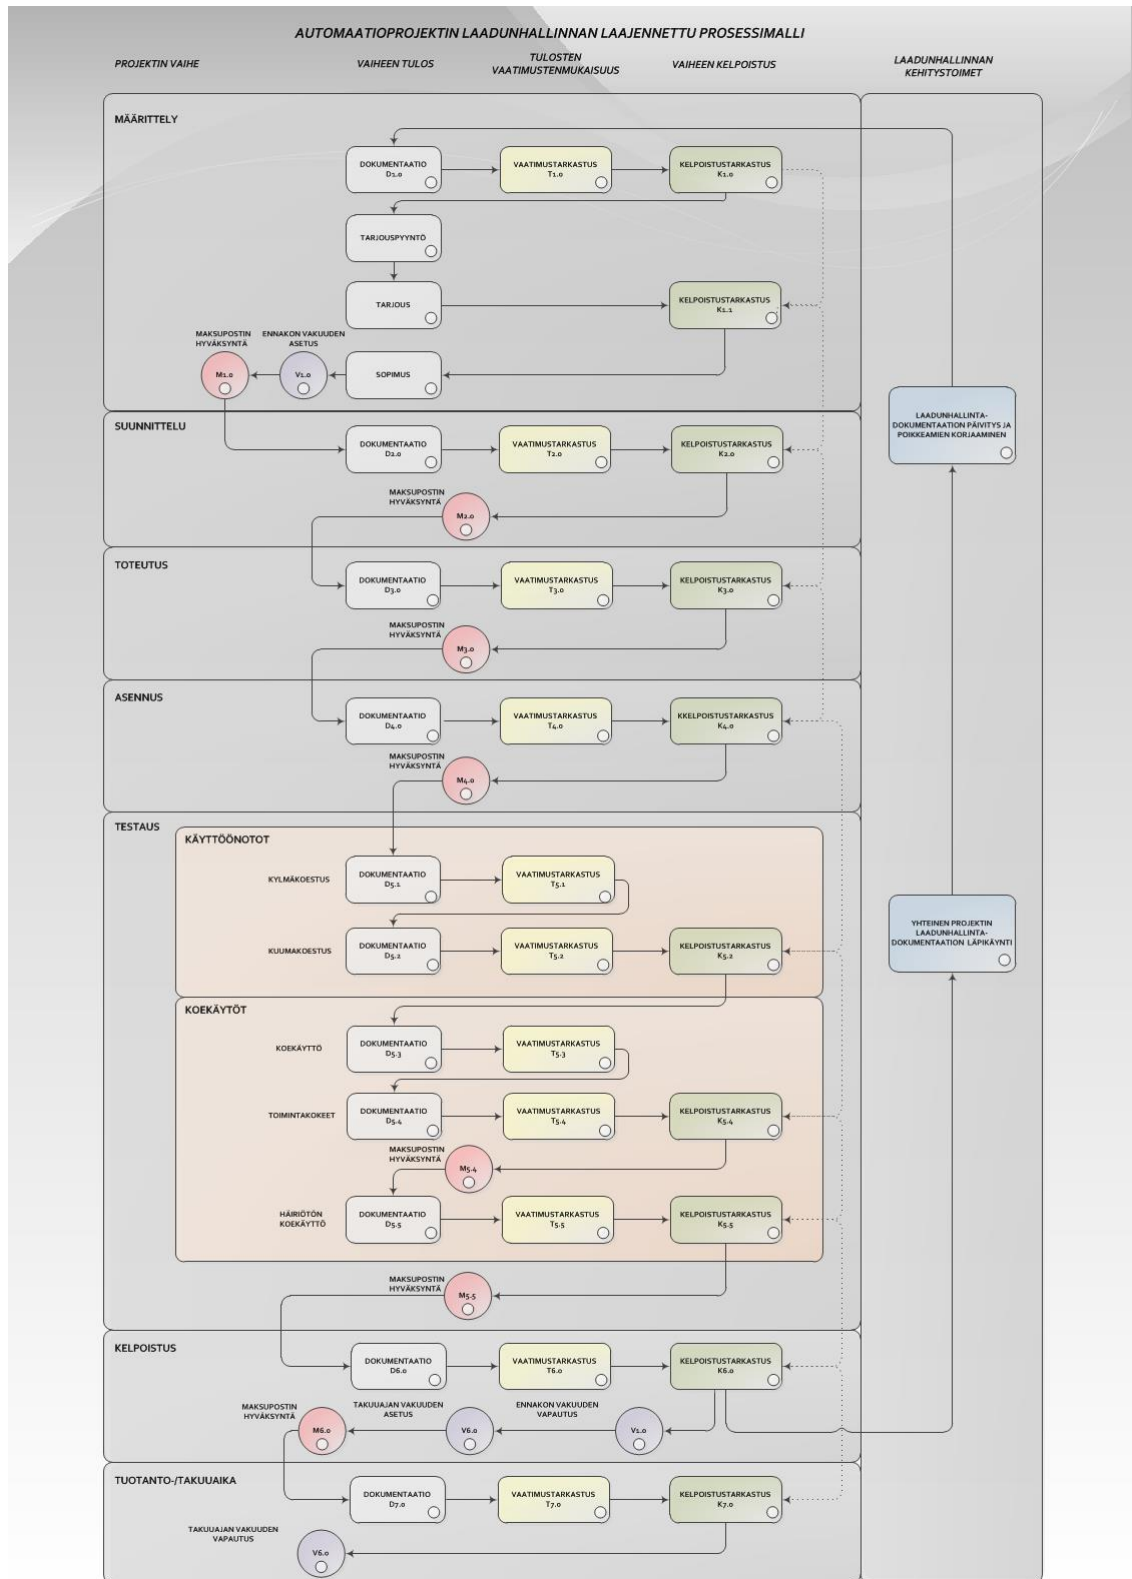 AUTOMAATIOPROJEKTIN LAADUNHALLINNAN LAAJENNETTU PROSESSIMALLI
PROJEKTIN VAIHE
VAIHEEN TULOS
TULOSTEN
VAATIMUSTENMUKAISUUS
VAIHEEN KELPOISTUS
LAADUNHALLINNAN
KEHITYSTOIMET
MÄÄRITTELY
DOKUMENTAATIO
D1.0
VAATIMUSTARKASTUS
T1.0
KELPOISTUSTARKASTUS
K1.0
TARJOUSPYYNTÖ
TARJOUS
KELPOISTUSTARKASTUS
K1.1
MAKSUPOSTIN
HYVÄKSYNTÄ
M1.0
ENNAKON VAKUUDEN
ASETUS
V1.0
SOPIMUS
LAADUNHALLINTA-
DOKUMENTAATION PÄIVITYS JA
POIKKEAMIEN KORJAAMINEN
SUUNNITTELU
DOKUMENTAATIO
D2.0
VAATIMUSTARKASTUS
T2.0
KELPOISTUSTARKASTUS
K2.0
MAKSUPOSTIN
HYVÄKSYNTÄ
M2.0
TOTEUTUS
DOKUMENTAATIO
D3.0
VAATIMUSTARKASTUS
T3.0
KELPOISTUSTARKASTUS
K3.0
MAKSUPOSTIN
HYVÄKSYNTÄ
M3.0
ASENNUS
DOKUMENTAATIO
D4.0
VAATIMUSTARKASTUS
T4.0
KKELPOISTUSTARKASTUS
K4.0
MAKSUPOSTIN
HYVÄKSYNTÄ
M4.0
TESTAUS
KÄYTTÖÖNOTOT
KYLMÄKOESTUS
DOKUMENTAATIO
D5.1
VAATIMUSTARKASTUS
T5.1
KUUMAKOESTUS
DOKUMENTAATIO
D5.2
VAATIMUSTARKASTUS
T5.2
KELPOISTUSTARKASTUS
K5.2
YHTEINEN PROJEKTIN
LAADUNHALLINTA-
DOKUMENTAATION LÄPIKÄYNTI
KOEKÄYTÖT
KOEKÄYTTÖ
DOKUMENTAATIO
D5.3
VAATIMUSTARKASTUS
T5.3
TOIMINTAKOKEET
DOKUMENTAATIO
D5.4
VAATIMUSTARKASTUS
T5.4
KELPOISTUSTARKASTUS
K5.4
MAKSUPOSTIN
HYVÄKSYNTÄ
M5.4
HÄIRIÖTÖN
KOEKÄYTTÖ
DOKUMENTAATIO
D5.5
VAATIMUSTARKASTUS
T5.5
KELPOISTUSTARKASTUS
K5.5
MAKSUPOSTIN
HYVÄKSYNTÄ
M5.5
KELPOISTUS
DOKUMENTAATIO
D6.0
VAATIMUSTARKASTUS
T6.0
KELPOISTUSTARKASTUS
K6.0
MAKSUPOSTIN
HYVÄKSYNTÄ
M6.0
TAKUUAJAN VAKUUDEN
ASETUS
V6.0
ENNAKON VAKUUDEN
VAPAUTUS
V1.0
TUOTANTO-/TAKUUAIKA
DOKUMENTAATIO
D7.0
VAATIMUSTARKASTUS
T7.0
KELPOISTUSTARKASTUS
K7.0
TAKUUAJAN VAKUUDEN
VAPAUTUS
V6.0